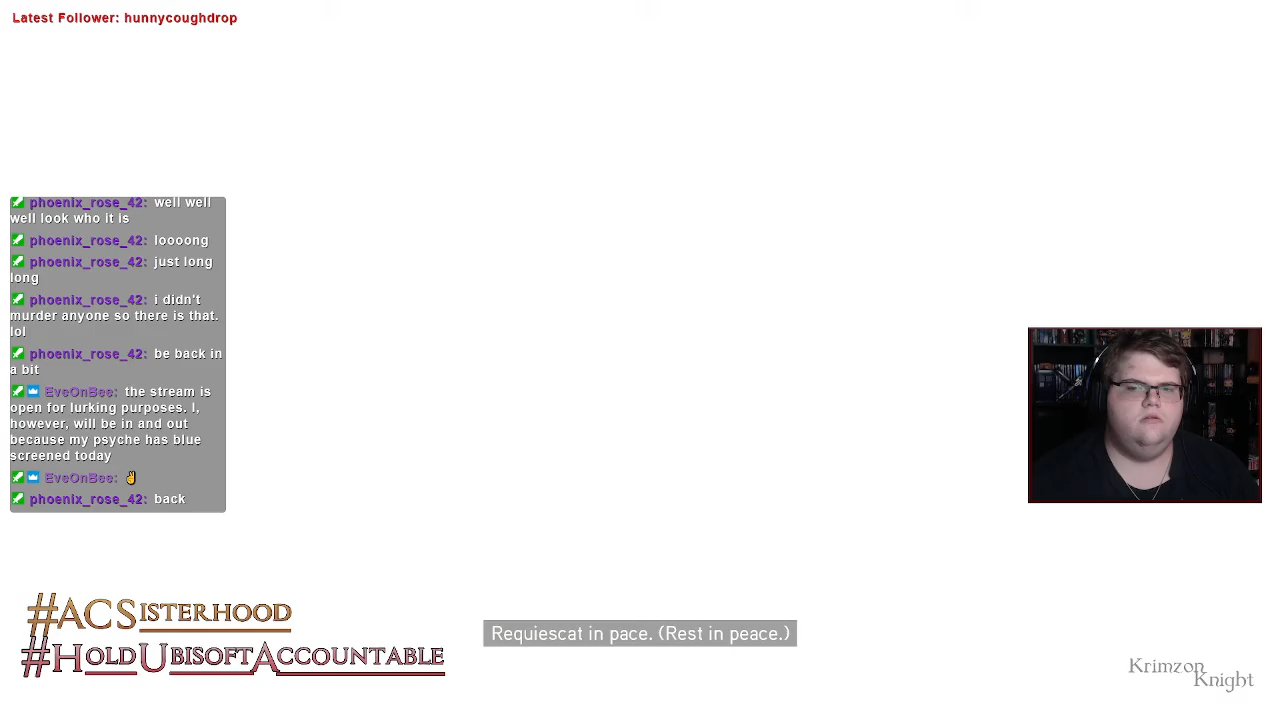 Latest Follower: hunnycoughdrop
phoenix_rose_42: well well
well look who it is
phoenix_rose_42: loooong
phoenix_rose_42: just long
long
phoenix_rose_42: i didn't
murder anyone so there is that.
lol
phoenix_rose_42: be back in
a bit
EveOnBee: the stream is
open for lurking purposes. I,
however, will be in and out
because my psyche has blue
screened today
EveOnBee: ✌
phoenix_rose_42: back
#ACSISTERHOOD
#HOLDUBISOFTACCOUNTABLE
Requiescat in pace. (Rest in peace.)
Krimzon
Knight